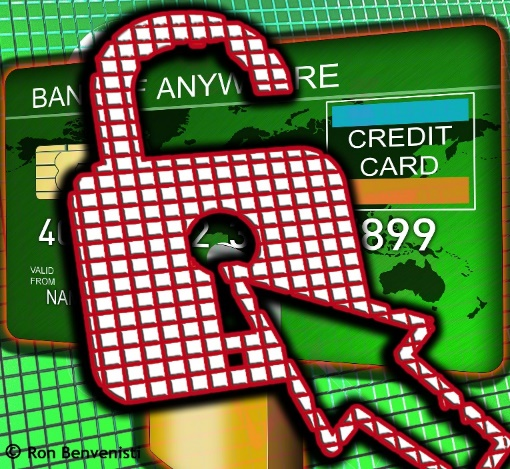 BAN F ANYW RE
CREDIT
CARD
40 899
VALID
FROM
NA
© Ron Benvenisti